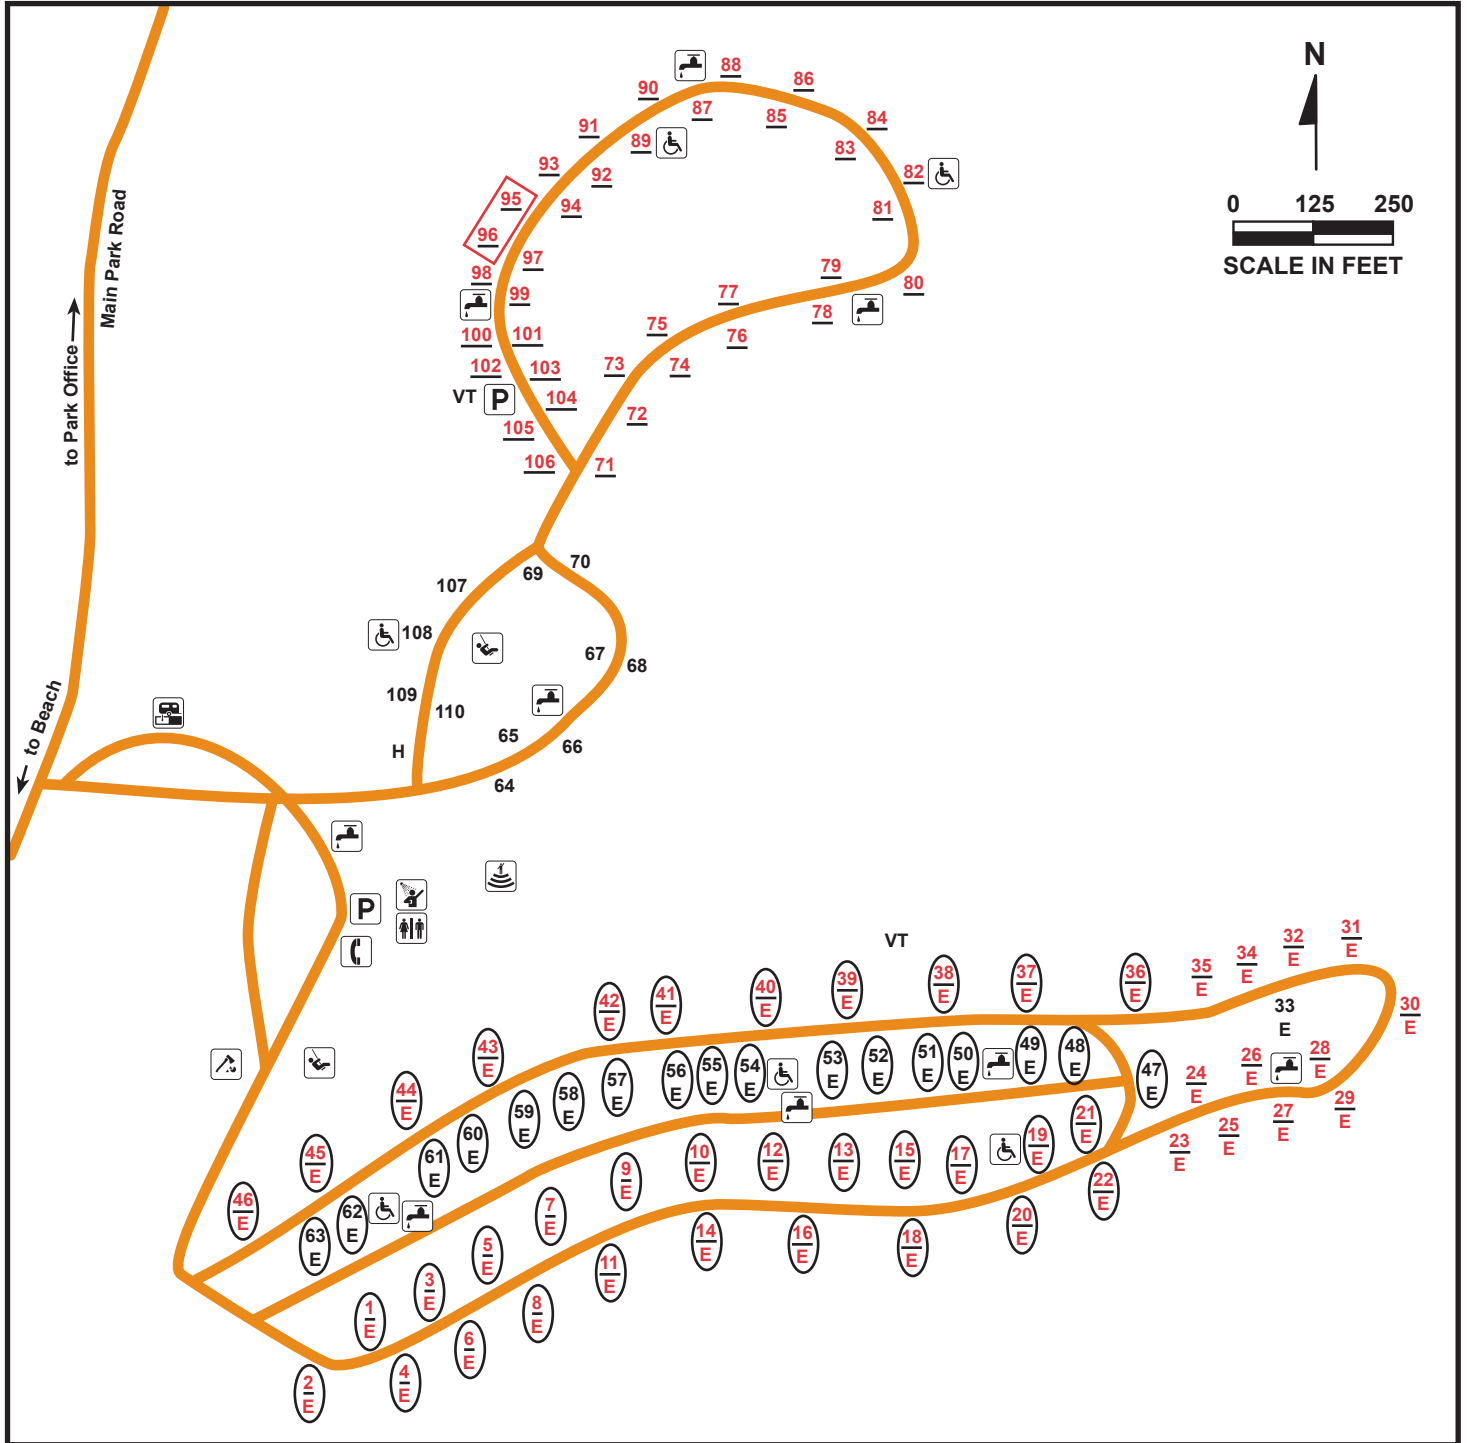 88
86
90
87
N
85
84
91
89
83
93
92
82
95
94
81
0 125 250
96
SCALE IN FEET
97
98
79
99
80
77
78
75
100
101
76
102
103
73
74
VT
P
104
72
105
106
71
Main Park Road
to Park Office
70
69
107
108
67
68
109
110
65
66
H
64
to Beach
P
VT
31
E
32
E
34
E
35
E
36
E
37
E
38
E
39
E
40
E
41
E
42
E
30
E
33
E
43
E
44
E
45
E
46
E
47
E
48
E
49
E
50
E
51
E
52
E
53
E
54
E
55
E
56
E
57
E
58
E
59
E
60
E
61
E
62
E
63
E
28
E
26
E
24
E
29
E
27
E
25
E
23
E
21
E
19
E
17
E
15
E
13
E
12
E
10
E
9
E
7
E
5
E
3
E
1
E
22
E
20
E
18
E
16
E
14
E
11
E
8
E
6
E
4
E
2
E